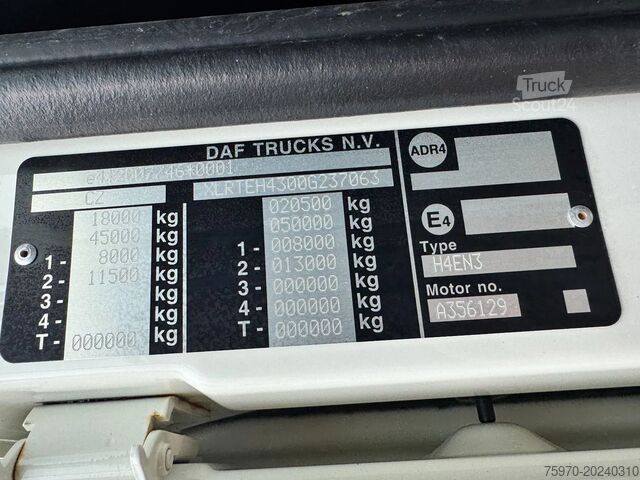 Truck
Scout24
DAF TRUCKS N.V.
e4*2007/46*0001
CZ XLRTEH4300G237063
18000 kg 020500 kg
45000 kg 050000 kg
1- 8000 kg 1- 008000 kg
2- 11500 kg 2- 013000 kg
3- kg 3- 000000 kg
4- kg 4- 000000 kg
T- 000000 kg T- 000000 kg
ADR4
E4
Type
H4EN3
Motor no.
A356129
75970-20240310